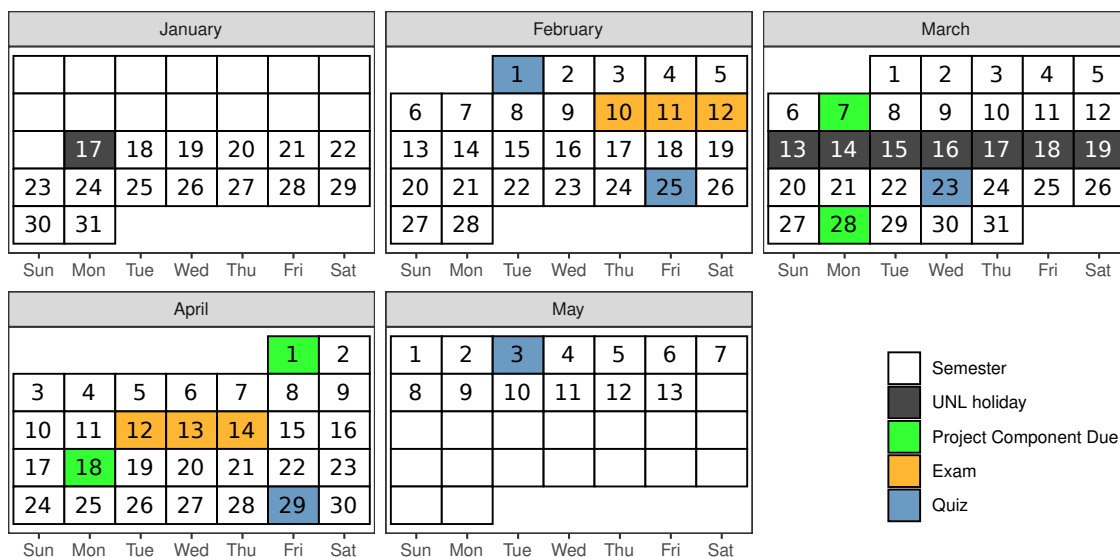 January
17 18 19 20 21 22
23 24 25 26 27 28 29
30 31
Sun Mon Tue Wed Thu Fri Sat
February
1 2 3 4 5
6 7 8 9 10 11 12
13 14 15 16 17 18 19
20 21 22 23 24 25 26
27 28
Sun Mon Tue Wed Thu Fri Sat
March
1 2 3 4 5
6 7 8 9 10 11 12
13 14 15 16 17 18 19
20 21 22 23 24 25 26
27 28 29 30 31
Sun Mon Tue Wed Thu Fri Sat
April
1 2
3 4 5 6 7 8 9
10 11 12 13 14 15 16
17 18 19 20 21 22 23
24 25 26 27 28 29 30
Sun Mon Tue Wed Thu Fri Sat
May
1 2 3 4 5 6 7
8 9 10 11 12 13
Sun Mon Tue Wed Thu Fri Sat
Semester
UNL holiday
Project Component Due
Exam
Quiz